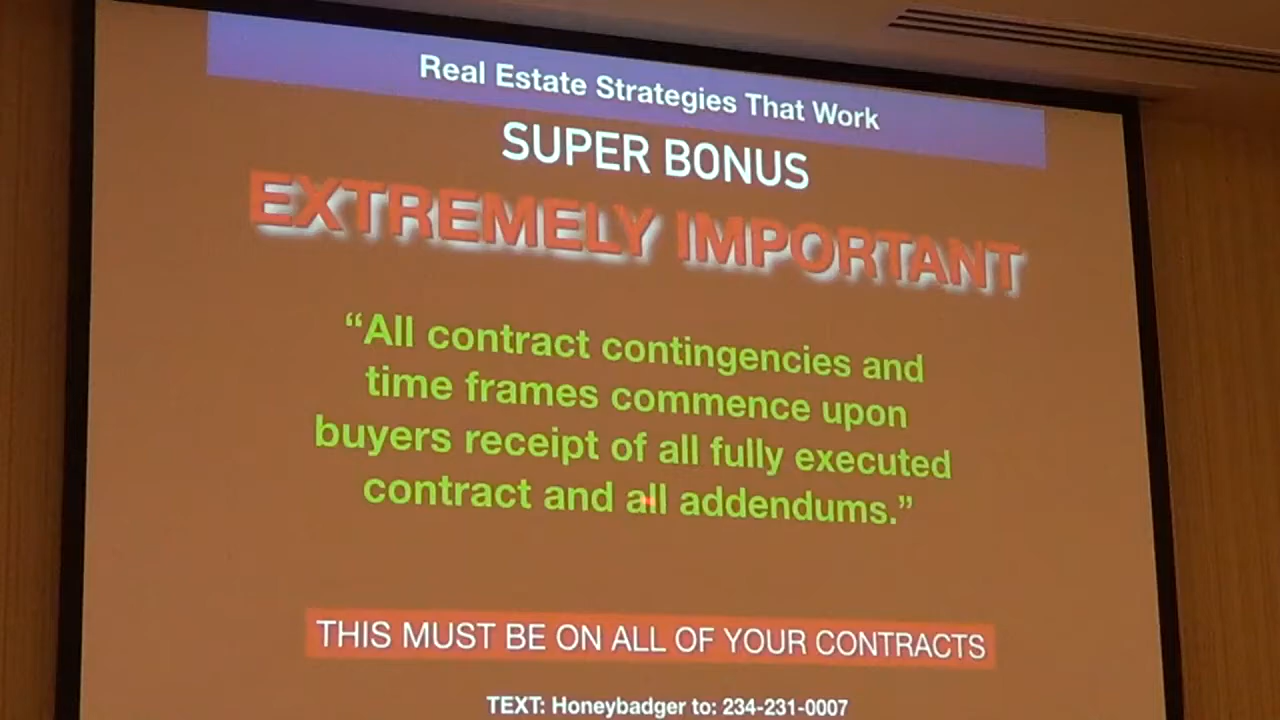 Real Estate Strategies That Work
SUPER BONUS
EXTREMELY IMPORTANT
“All contract contingencies and
time frames commence upon
buyers receipt of all fully executed
contract and all addendums.”
THIS MUST BE ON ALL OF YOUR CONTRACTS
TEXT: Honeybadger to: 234-231-0007